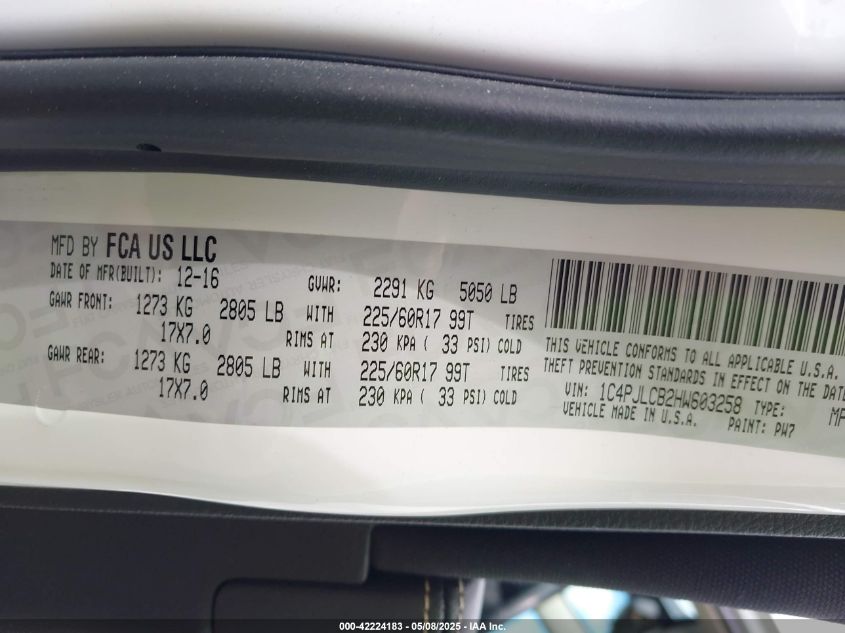 MFD BY FCA US LLC
DATE OF MFR(BUILT): 12-16 GVWR: 2291 KG 5050 LB
GAWR FRONT: 1273 KG 2805 LB WITH 225/60R17 99T TIRES
17X7.0 RIMS AT 230 KPA ( 33 PSI) COLD
GAWR REAR: 1273 KG 2805 LB WITH 225/60R17 99T TIRES
17X7.0 RIMS AT 230 KPA ( 33 PSI) COLD
THIS VEHICLE CONFORMS TO ALL APPLICABLE U.S.A.
THEFT PREVENTION STANDARDS IN EFFECT ON THE DATE
VIN: 1C4PJLCB2HW603258 TYPE:
VEHICLE MADE IN U.S.A. PAINT: PW7
000-42224183 - 05/08/2025 - IAA Inc.